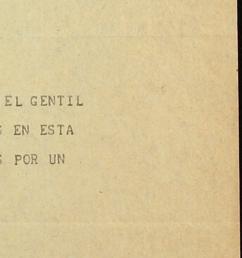 EL GENTIL
S EN ESTA
S POR UN